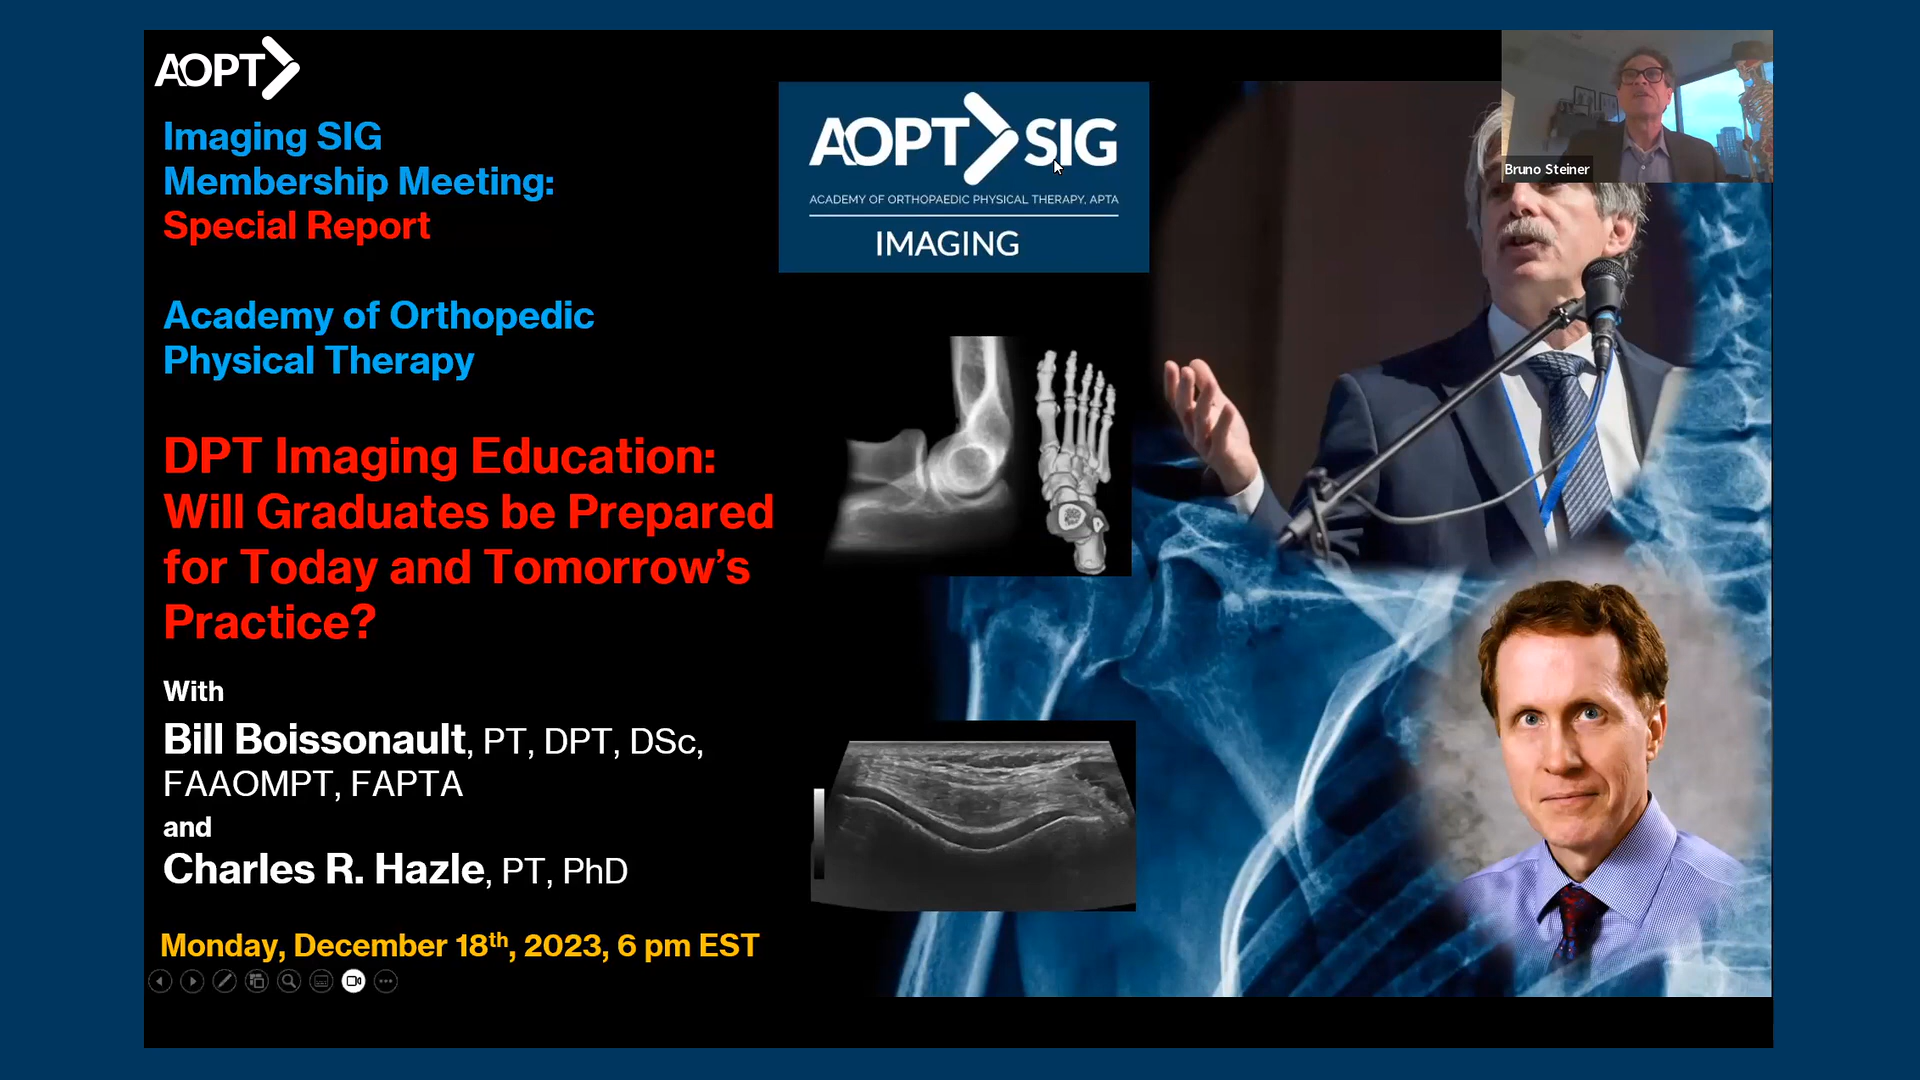 AOPT
Imaging SIG
Membership Meeting:
Special Report
Academy of Orthopedic
Physical Therapy
DPT Imaging Education:
Will Graduates be Prepared
for Today and Tomorrow's
Practice?
With
Bill Boissonault, PT, DPT, DSc,
FAAOMPT, FAPTA
and
Charles R. Hazle, PT, PhD
Monday, December 18th, 2023, 6 pm EST
AOPT SIG
ACADEMY OF ORTHOPAEDIC PHYSICAL THERAPY, APTA
IMAGING
Bruno Steiner